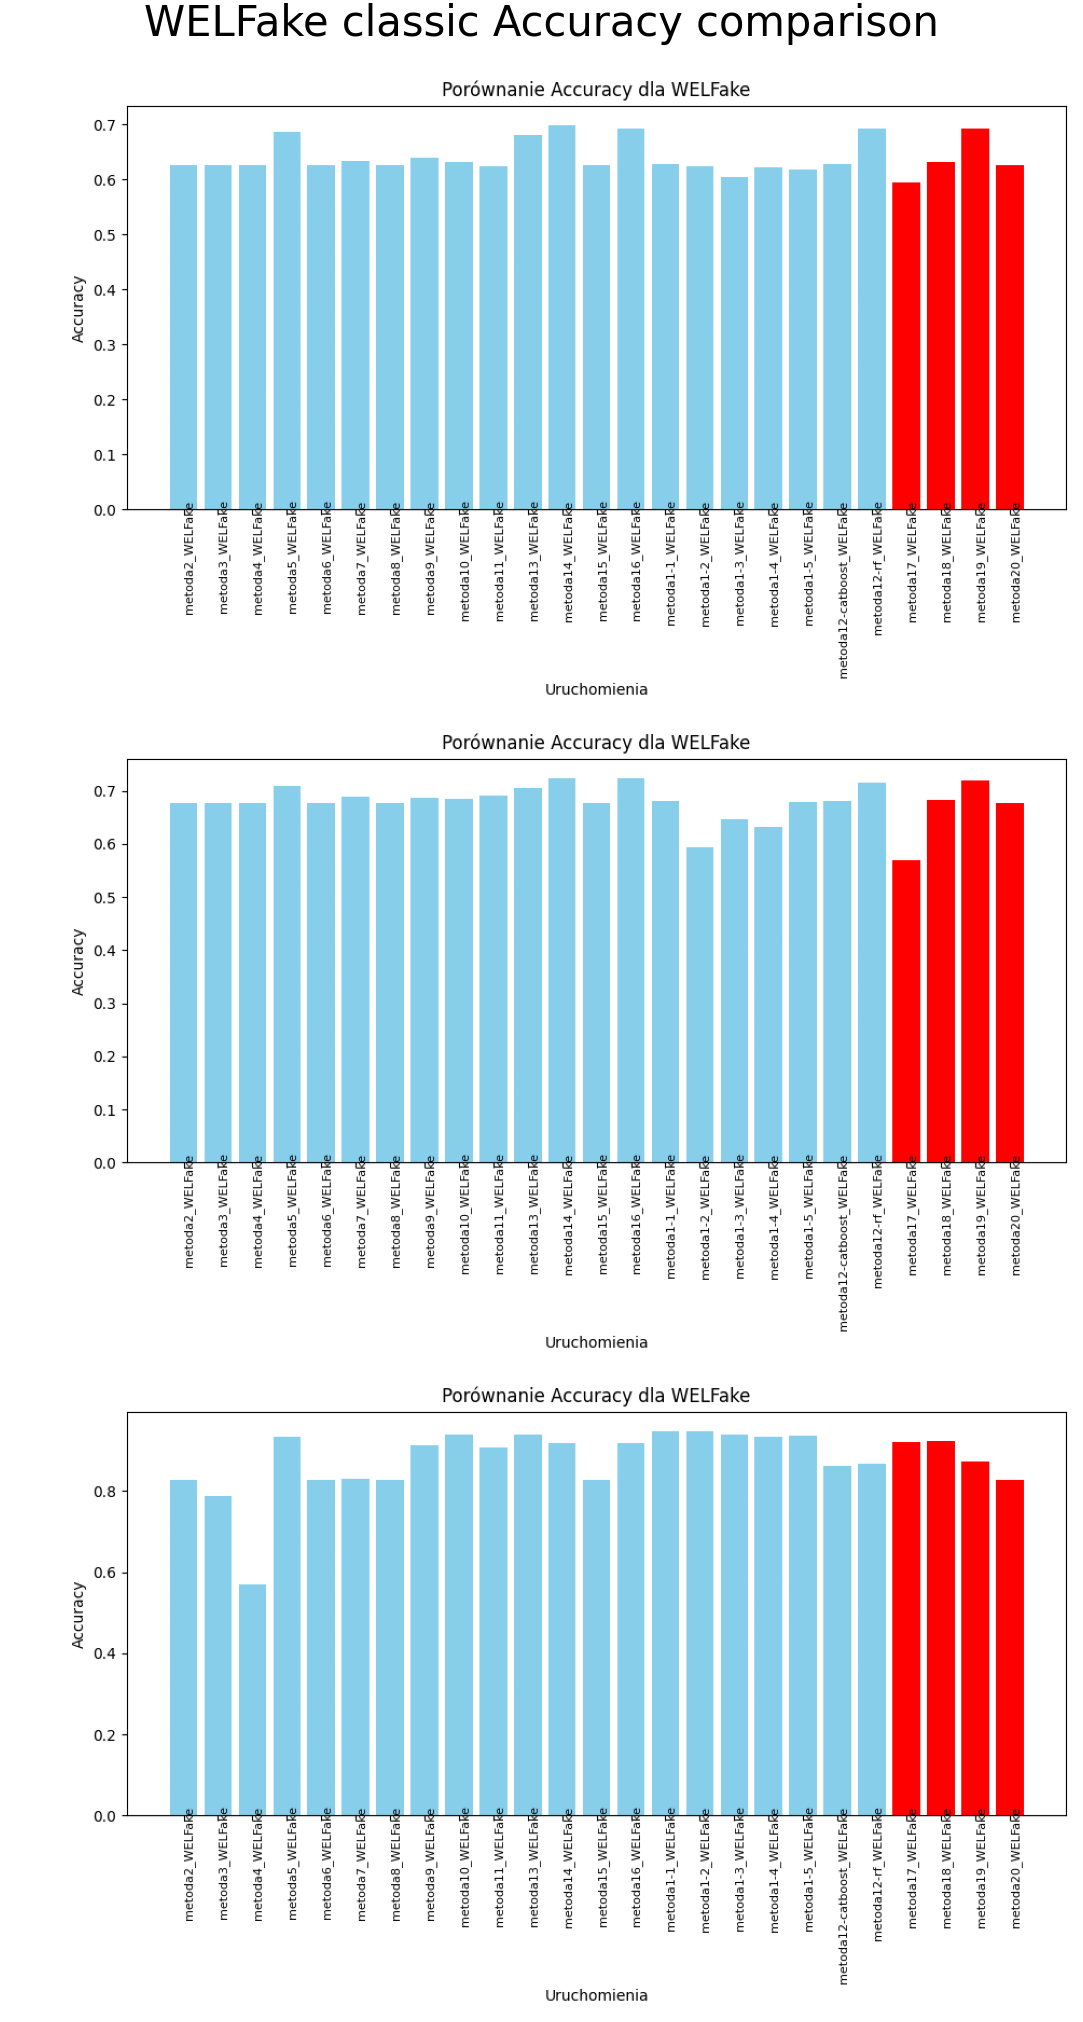 WELFake classic Accuracy comparison
Porównanie Accuracy dla WELFake
Accuracy
0.7
0.6
0.5
0.4
0.3
0.2
0.1
0.0
metoda2_WELFake
metoda3_WELFake
metoda4_WELFake
metoda5_WELFake
metoda6_WELFake
metoda7_WELFake
metoda8_WELFake
metoda9_WELFake
metoda10_WELFake
metoda11_WELFake
metoda13_WELFake
metoda14_WELFake
metoda15_WELFake
metoda16_WELFake
metoda1-1_WELFake
metoda1-2_WELFake
metoda1-3_WELFake
metoda1-4_WELFake
metoda1-5_WELFake
metoda12-catboost_WELFake
metoda12-rf_WELFake
metoda17_WELFake
metoda18_WELFake
metoda19_WELFake
metoda20_WELFake
Uruchomienia
Porównanie Accuracy dla WELFake
Accuracy
0.7
0.6
0.5
0.4
0.3
0.2
0.1
0.0
metoda2_WELFake
metoda3_WELFake
metoda4_WELFake
metoda5_WELFake
metoda6_WELFake
metoda7_WELFake
metoda8_WELFake
metoda9_WELFake
metoda10_WELFake
metoda11_WELFake
metoda13_WELFake
metoda14_WELFake
metoda15_WELFake
metoda16_WELFake
metoda1-1_WELFake
metoda1-2_WELFake
metoda1-3_WELFake
metoda1-4_WELFake
metoda1-5_WELFake
metoda12-catboost_WELFake
metoda12-rf_WELFake
metoda17_WELFake
metoda18_WELFake
metoda19_WELFake
metoda20_WELFake
Uruchomienia
Porównanie Accuracy dla WELFake
Accuracy
0.8
0.6
0.4
0.2
0.0
metoda2_WELFake
metoda3_WELFake
metoda4_WELFake
metoda5_WELFake
metoda6_WELFake
metoda7_WELFake
metoda8_WELFake
metoda9_WELFake
metoda10_WELFake
metoda11_WELFake
metoda13_WELFake
metoda14_WELFake
metoda15_WELFake
metoda16_WELFake
metoda1-1_WELFake
metoda1-2_WELFake
metoda1-3_WELFake
metoda1-4_WELFake
metoda1-5_WELFake
metoda12-catboost_WELFake
metoda12-rf_WELFake
metoda17_WELFake
metoda18_WELFake
metoda19_WELFake
metoda20_WELFake
Uruchomienia